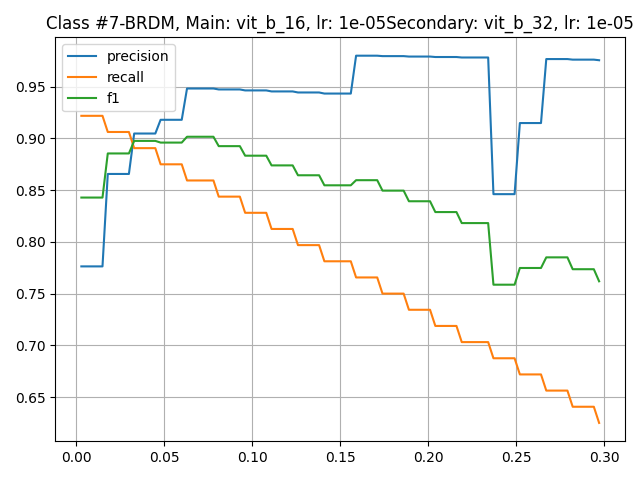 Class #7-BRDM, Main: vit_b_16, lr: 1e-05Secondary: vit_b_32, lr: 1e-05
precision
recall
f1
0.95
0.90
0.85
0.80
0.75
0.70
0.65
0.00 0.05 0.10 0.15 0.20 0.25 0.30